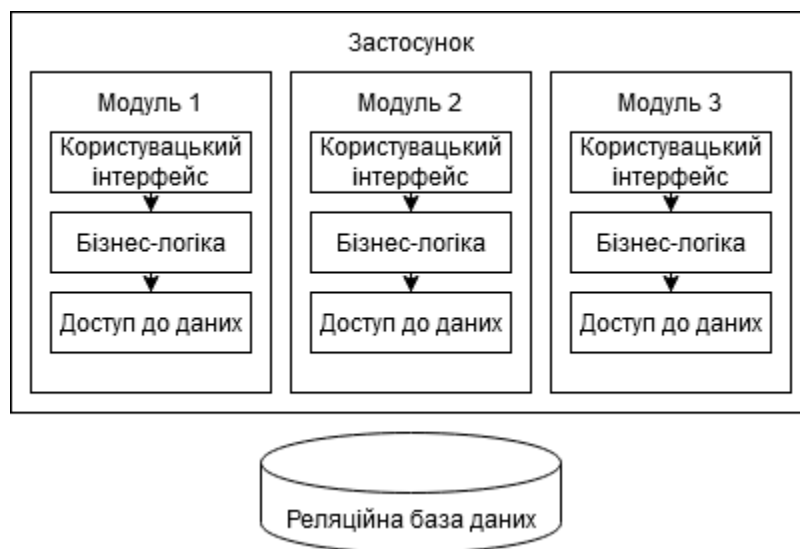 Застосунок
Модуль 1
Користувацький
інтерфейс
Бізнес-логіка
Доступ до даних
Модуль 2
Користувацький
інтерфейс
Бізнес-логіка
Доступ до даних
Модуль 3
Користувацький
інтерфейс
Бізнес-логіка
Доступ до даних
Реляційна база даних